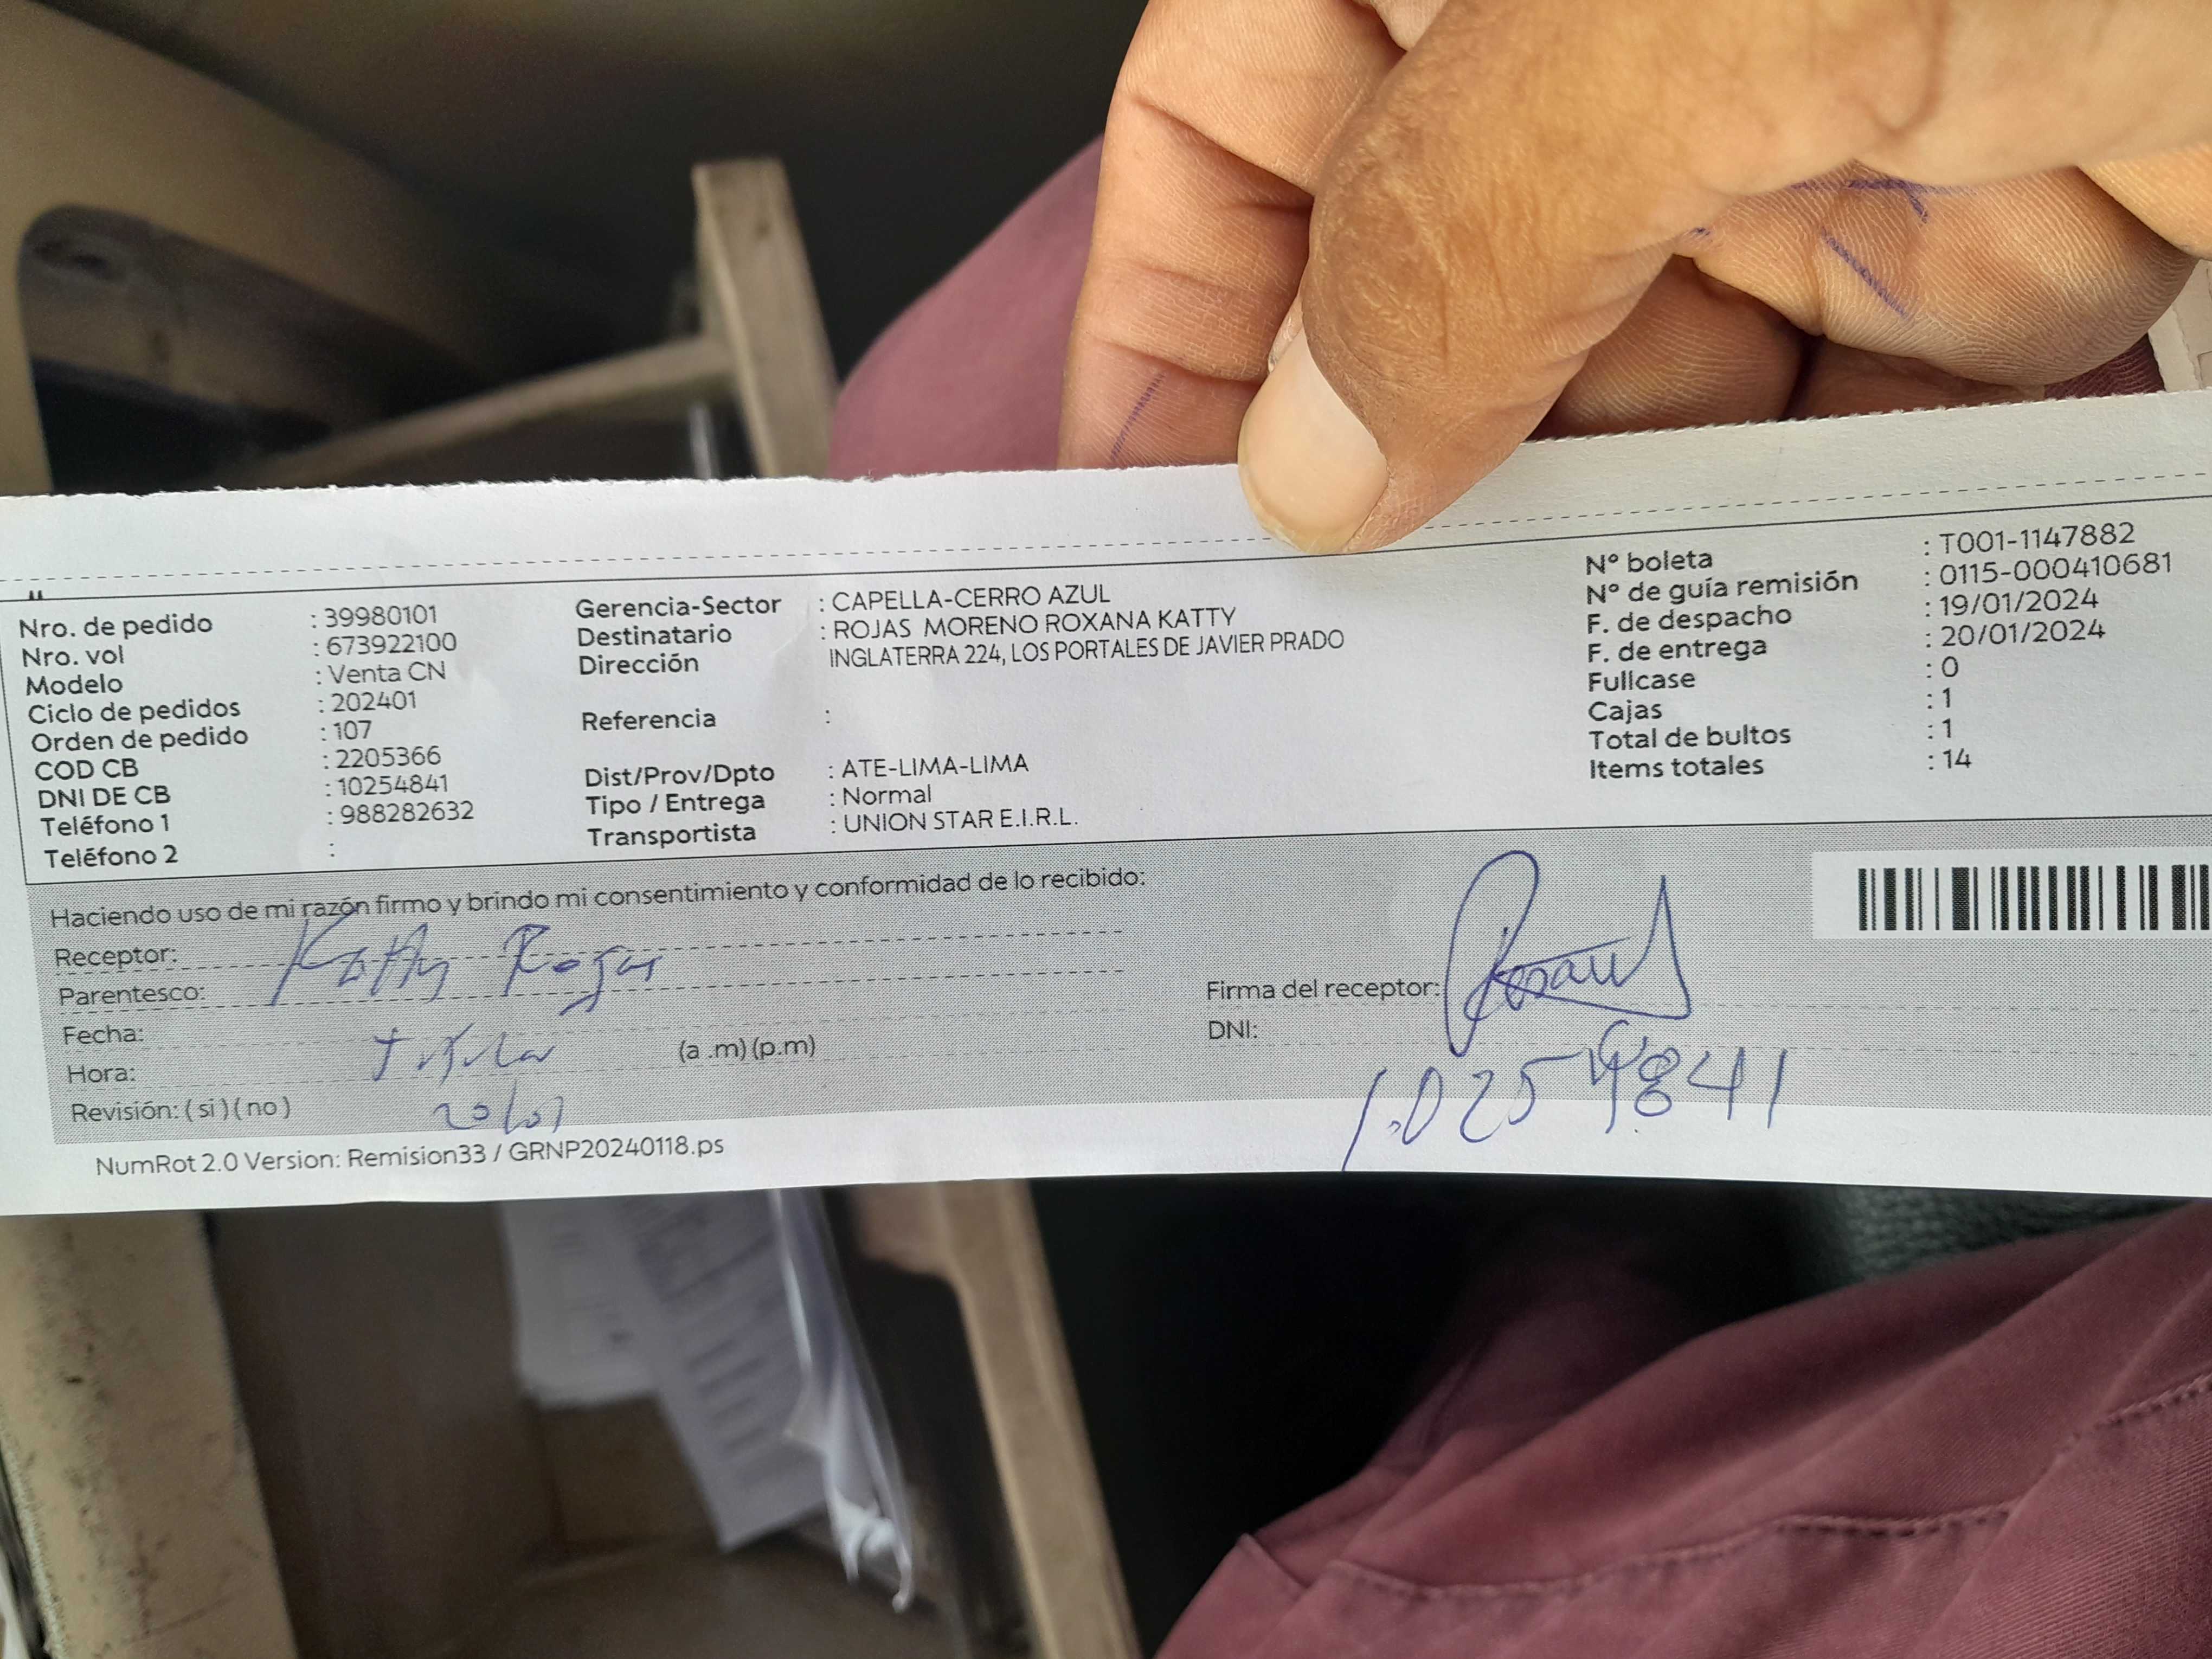 Nro. de pedido : 39980101
Nro. vol : 673922100
Modelo : Venta CN
Ciclo de pedidos : 202401
Orden de pedido : 107
COD CB : 2205366
DNI DE CB : 10254841
Teléfono 1 : 988282632
Teléfono 2 :
Gerencia-Sector : CAPELLA-CERRO AZUL
Destinatario : ROJAS MORENO ROXANA KATTY
Dirección INGLATERRA 224, LOS PORTALES DE JAVIER PRADO
Referencia :
Dist/Prov/Dpto : ATE-LIMA-LIMA
Tipo / Entrega : Normal
Transportista : UNION STAR E.I.R.L.
N° boleta : T001-1147882
N° de guía remisión : 0115-000410681
F. de despacho : 19/01/2024
F. de entrega : 20/01/2024
Fullcase : 0
Cajas : 1
Total de bultos : 1
Items totales : 14
Haciendo uso de mi razón firmo y brindo mi consentimiento y conformidad de lo recibido:
Receptor: Katty Rojas
Parentesco:
Fecha:
Hora: (a .m) (p.m)
Revisión: ( si ) ( no ) 20/01
Firma del receptor:
DNI: 10254841
NumRot 2.0 Version: Remision33 / GRNP20240118.ps